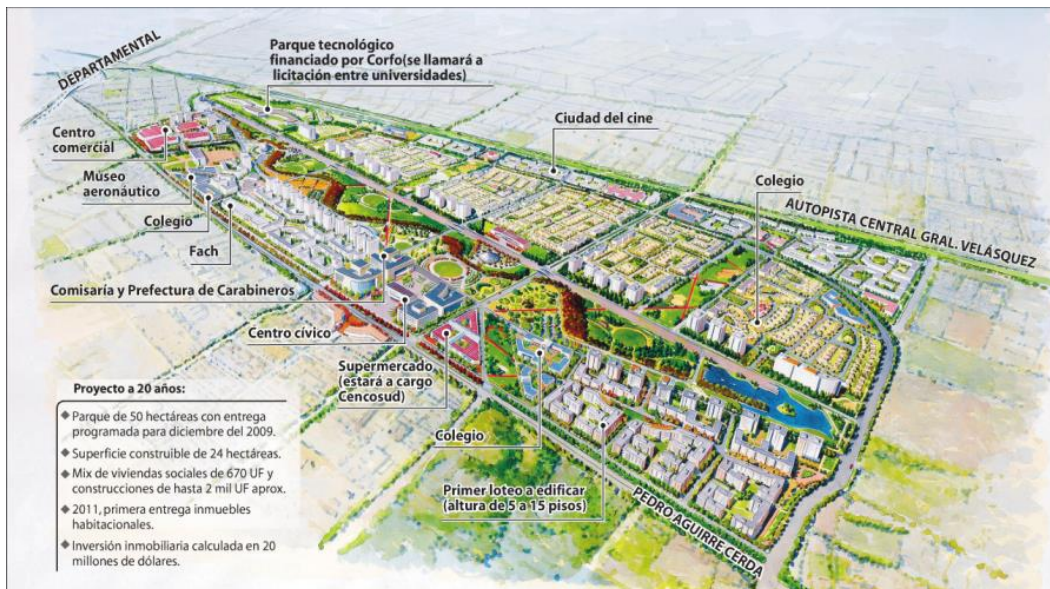 DEPARTAMENTAL
Parque tecnológico
financiado por Corfo(se llamará a
licitación entre universidades)
Ciudad del cine
Centro
comercial
Múseo
aeronáutico
Colegio
Colegio
AUTOPISTA CENTRAL GRAL. VELÁSQUEZ
Fach
Comisaría y Prefectura de Carabineros
Centro cívico
Supermercado
(estará a cargo
Cencosud)
Colegio
Primer loteo a edificar
(altura de 5 a 15 pisos)
PEDRO AGUIRRE CERDA
Proyecto a 20 años:
◆ Parque de 50 hectáreas con entrega
programada para diciembre del 2009.
◆ Superficie construible de 24 hectáreas.
◆ Mix de viviendas sociales de 670 UF y
construcciones de hasta 2 mil UF aprox.
◆ 2011, primera entrega inmuebles
habitacionales.
◆ Inversión inmobiliaria calculada en 20
millones de dólares.